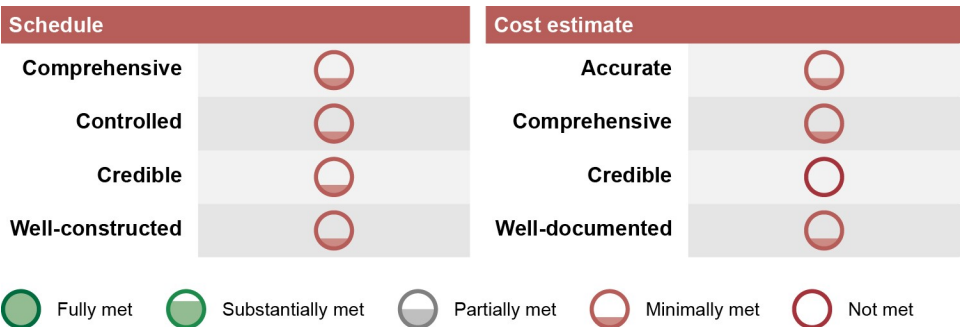 Schedule
Comprehensive
Controlled
Credible
Well-constructed
Cost estimate
Accurate
Comprehensive
Credible
Well-documented
Fully met
Substantially met
Partially met
Minimally met
Not met